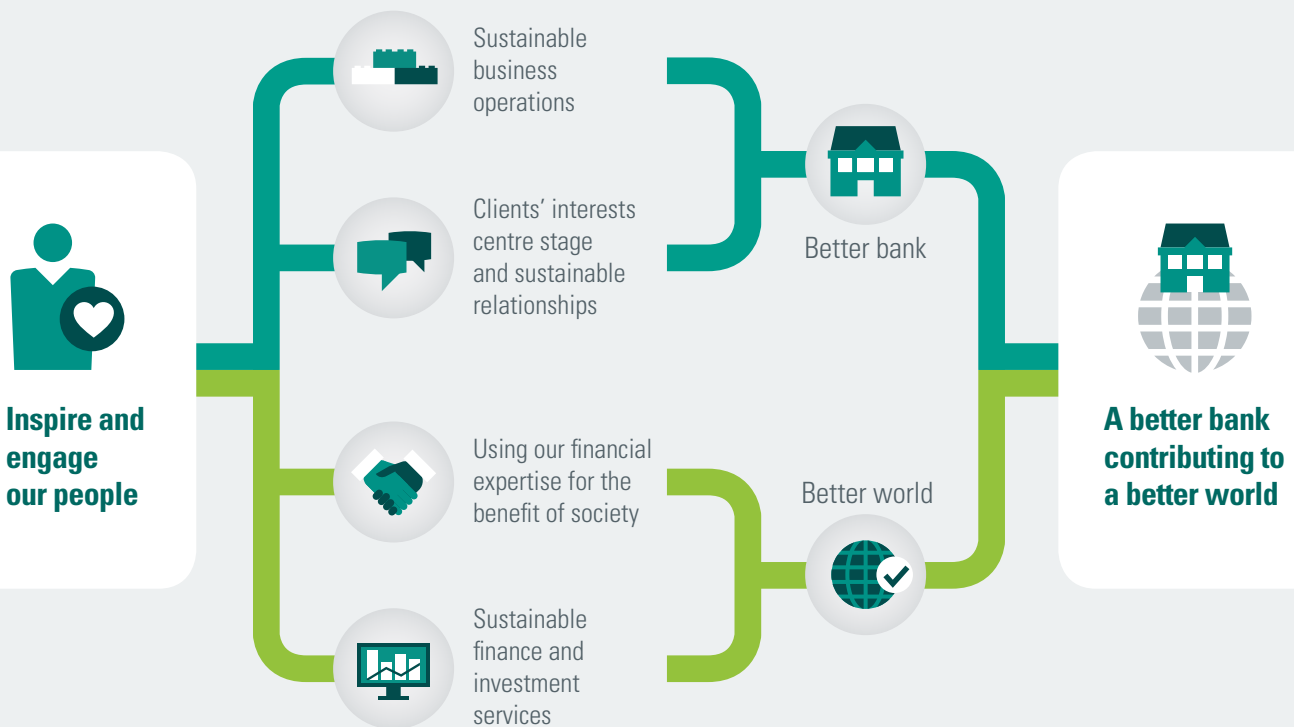 Inspire and
engage
our people
Sustainable
business
operations
Clients' interests
centre stage
and sustainable
relationships
Using our financial
expertise for the
benefit of society
Sustainable
finance and
investment
services
Better bank
Better world
A better bank
contributing to
a better world